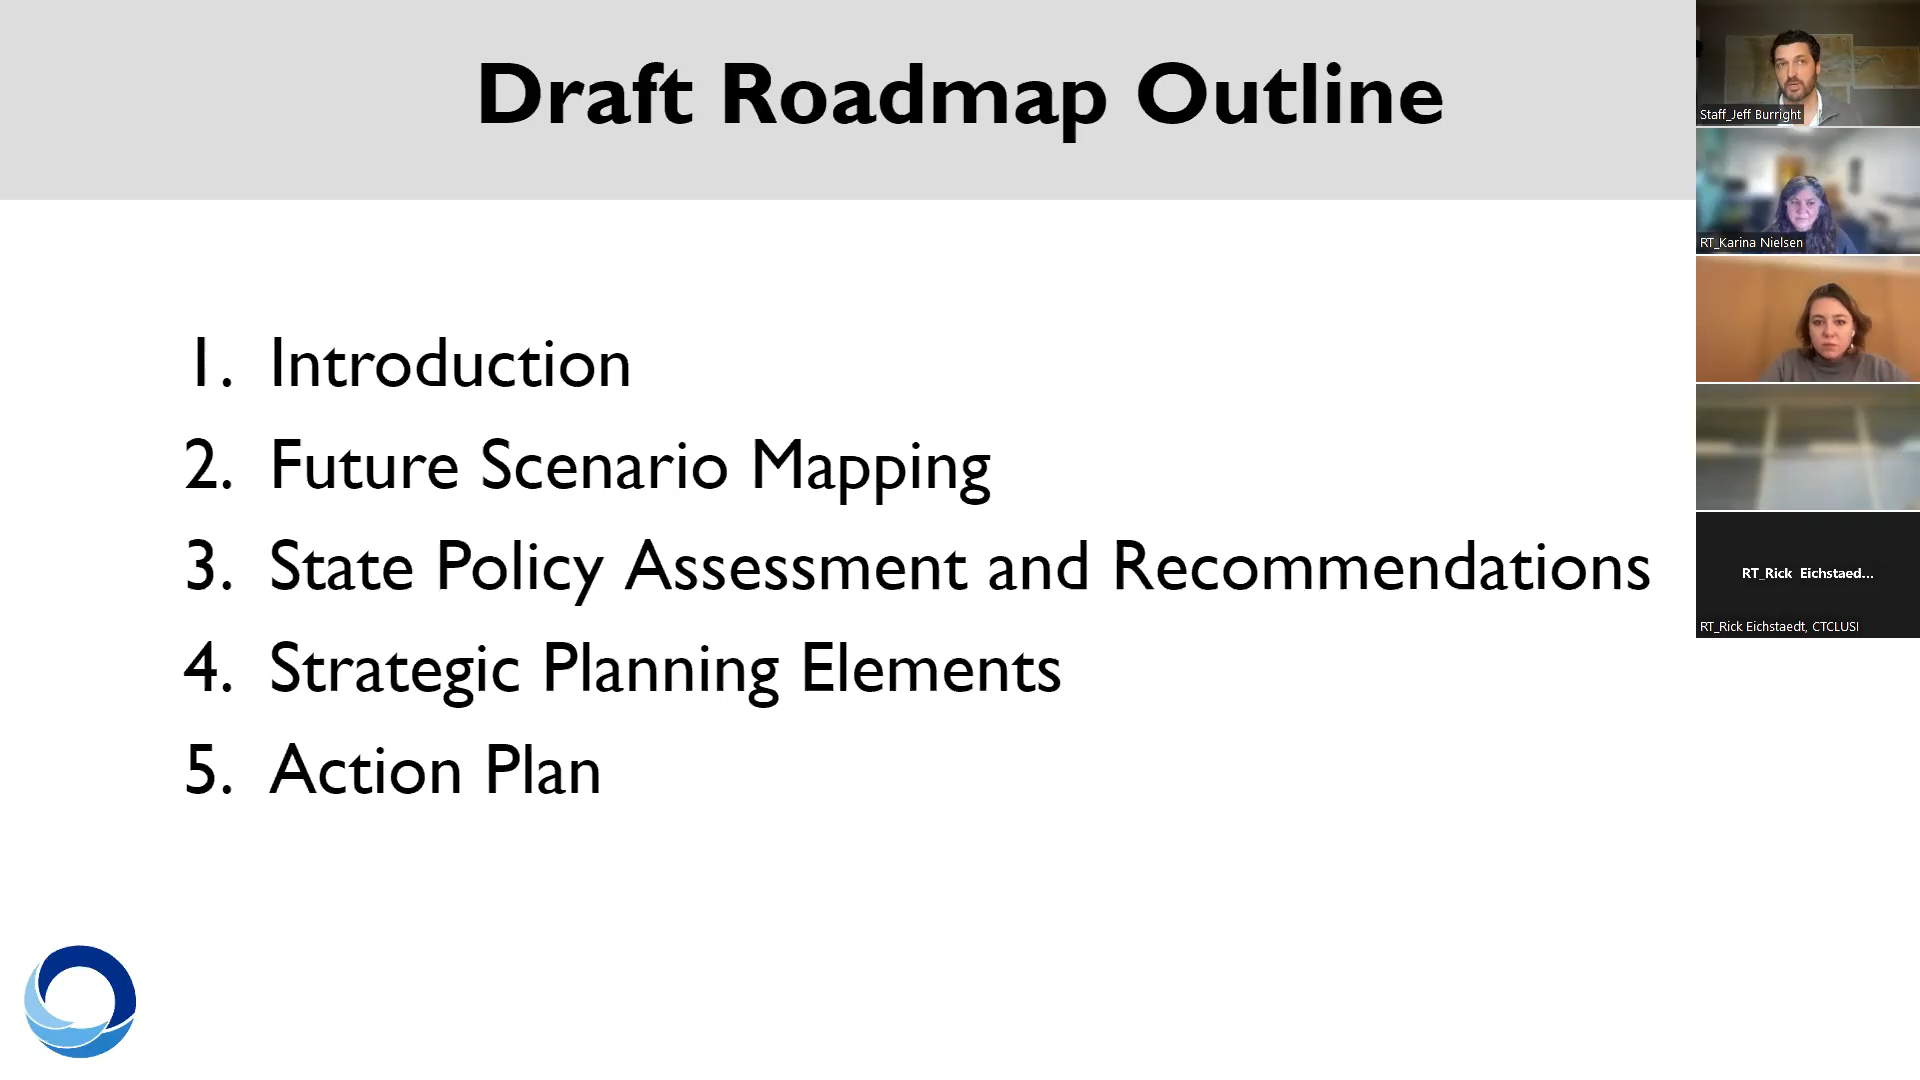 Draft Roadmap Outline
1. Introduction
2. Future Scenario Mapping
3. State Policy Assessment and Recommendations
4. Strategic Planning Elements
5. Action Plan
Staff_Jeff Burright
RT_Karina Nielsen
RT_Rick Eichstaed...
RT_Rick Eichstaedt, CTCLUSI